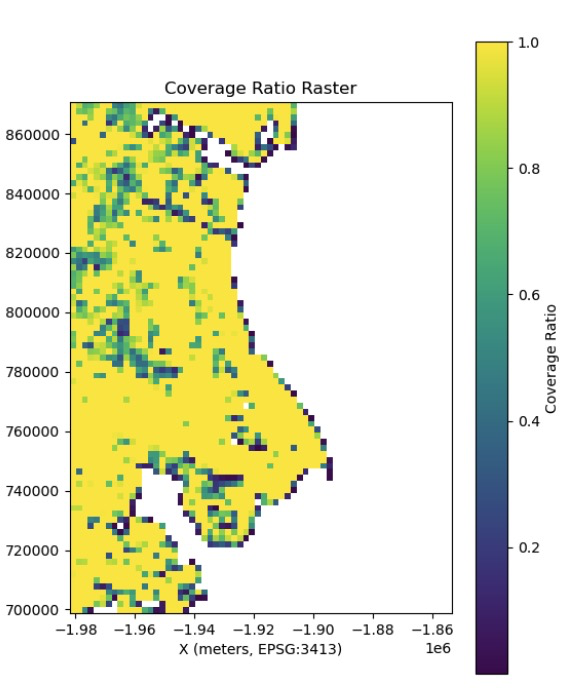 Coverage Ratio Raster
860000
840000
820000
800000
780000
760000
740000
720000
700000
−1.98 −1.96 −1.94 −1.92 −1.90 −1.88 −1.86
1e6
X (meters, EPSG:3413)
1.0
0.8
0.6
0.4
0.2
Coverage Ratio